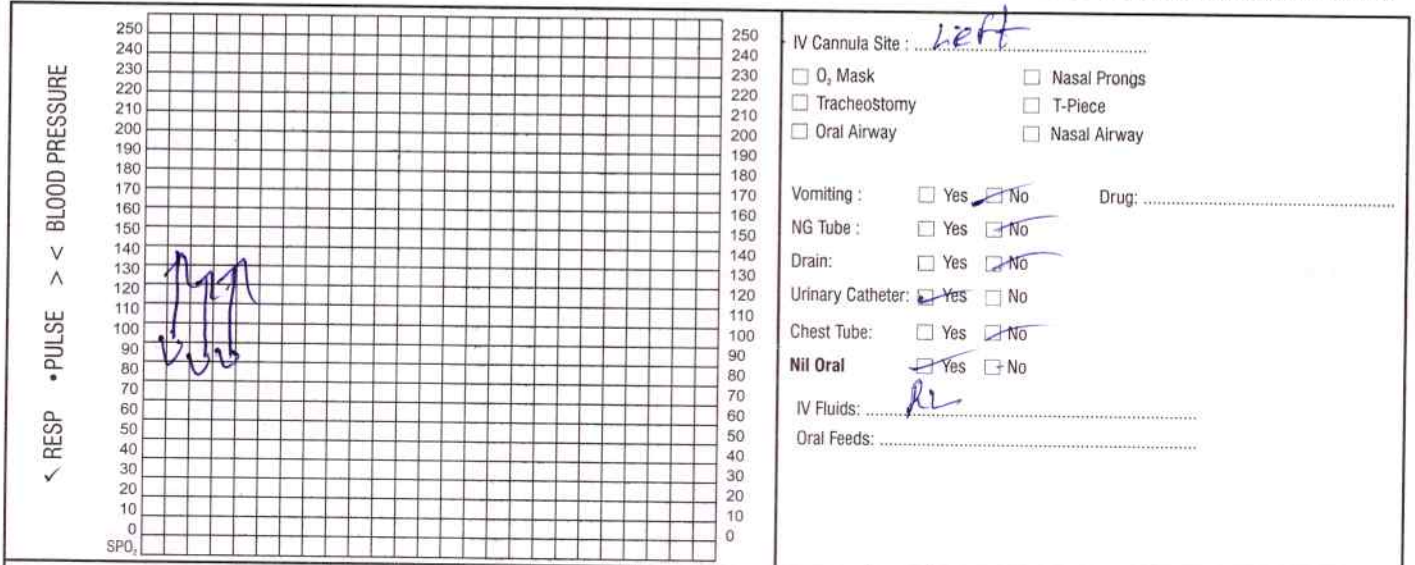 < RESP • PULSE > < BLOOD PRESSURE
250 250
240 240
230 230
220 220
210 210
200 200
190 190
180 180
170 170
160 160
150 150
140 140
130 130
120 120
110 110
100 100
90 90
80 80
70 70
60 60
50 50
40 40
30 30
20 20
10 10
0 0
SPO₂
IV Cannula Site : Left
O₂ Mask Nasal Prongs
Tracheostomy T-Piece
Oral Airway Nasal Airway
Vomiting : Yes No Drug:
NG Tube : Yes No
Drain: Yes No
Urinary Catheter: Yes No
Chest Tube: Yes No
Nil Oral Yes No
IV Fluids: RL
Oral Feeds: